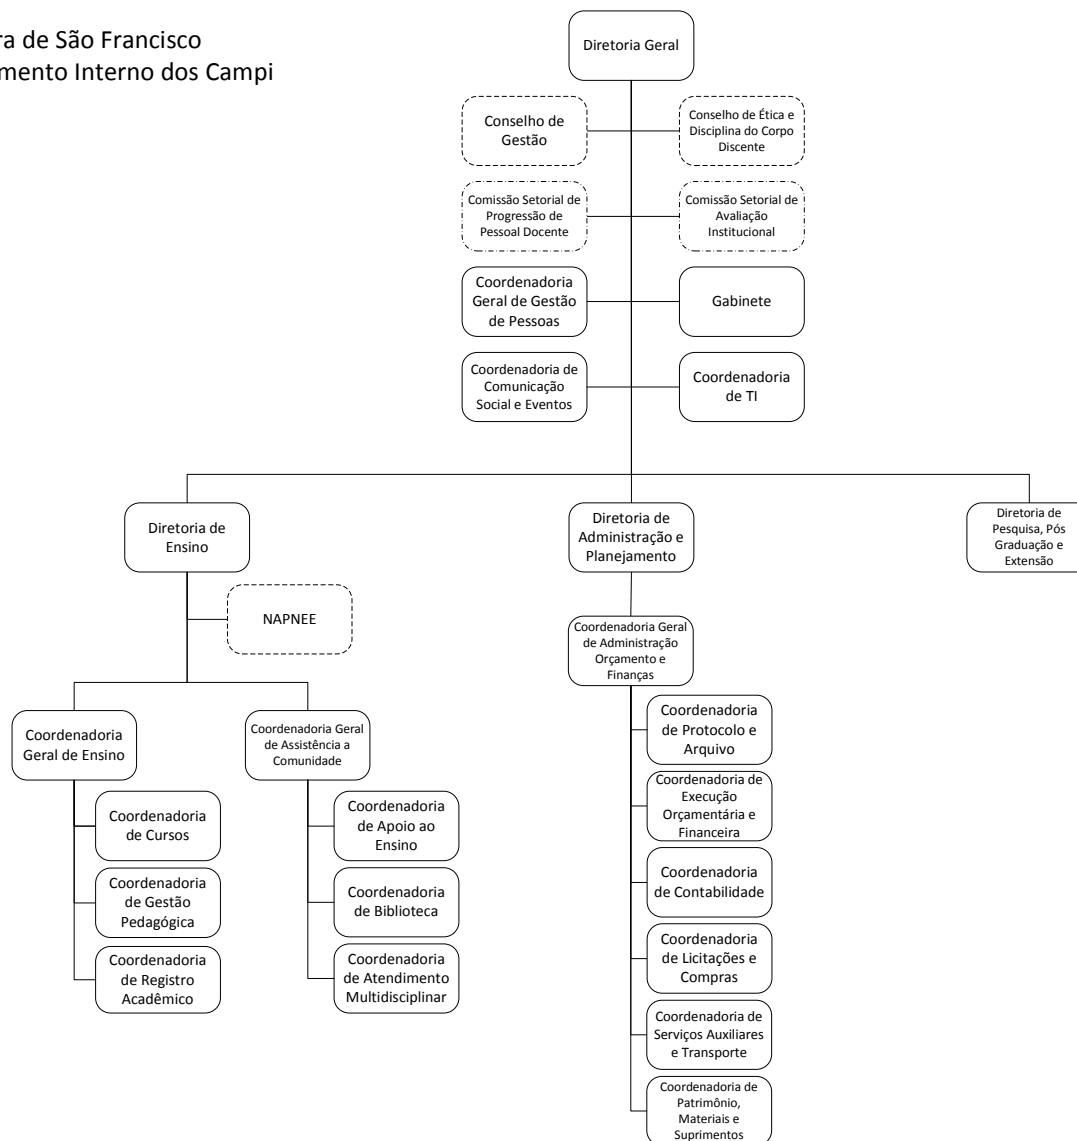 ra de São Francisco
mento Interno dos Campi
Diretoria Geral
Conselho de
Gestão
Conselho de Ética e
Disciplina do Corpo
Discente
Comissão Setorial de
Progressão de
Pessoal Docente
Comissão Setorial de
Avaliação
Institucional
Coordenadoria
Geral de Gestão
de Pessoas
Gabinete
Coordenadoria de
Comunicação
Social e Eventos
Coordenadoria
de TI
Diretoria de
Ensino
Diretoria de
Administração e
Planejamento
Diretoria de
Pesquisa, Pós
Graduação e
Extensão
NAPNEE
Coordenadoria Geral
de Administração
Orçamento e
Finanças
Coordenadoria
Geral de Ensino
Coordenadoria Geral
de Assistência a
Comunidade
Coordenadoria
de Cursos
Coordenadoria
de Gestão
Pedagógica
Coordenadoria
de Registro
Acadêmico
Coordenadoria
de Apoio ao
Ensino
Coordenadoria
de Biblioteca
Coordenadoria
de Atendimento
Multidisciplinar
Coordenadoria
de Protocolo e
Arquivo
Coordenadoria de
Execução
Orçamentária e
Financeira
Coordenadoria
de Contabilidade
Coordenadoria
de Licitações e
Compras
Coordenadoria de
Serviços Auxiliares
e Transporte
Coordenadoria de
Patrimônio,
Materiais e
Suprimentos